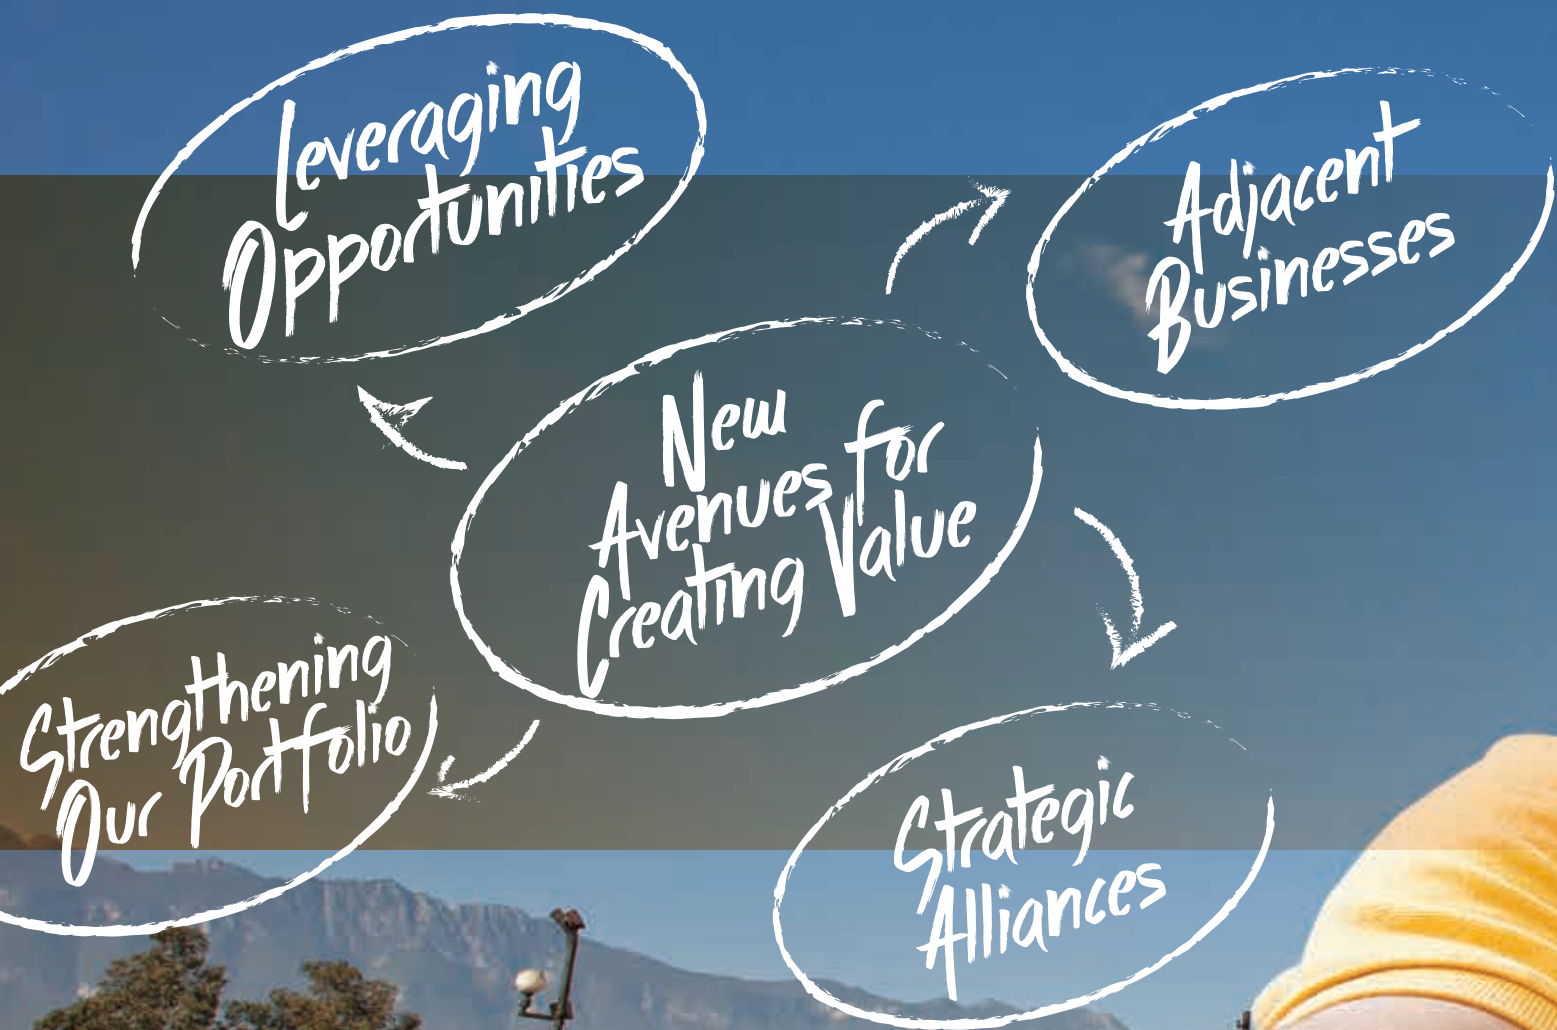 Leveraging
Opportunities
Adjacent
Businesses
New
Avenues for
Creating Value
Strengthening
Our Portfolio
Strategic
Alliances